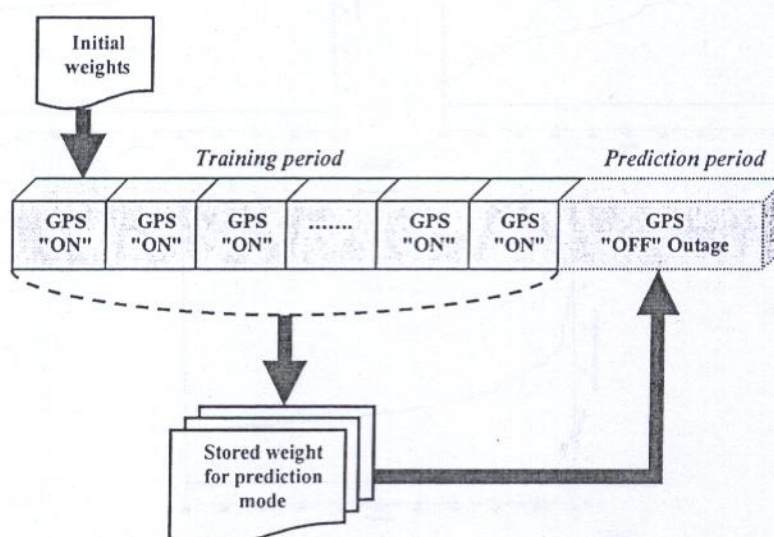 Initial
weights
Training period
Prediction period
GPS
"ON"
GPS
"ON"
GPS
"ON"
.......
GPS
"ON"
GPS
"ON"
GPS
"OFF" Outage
Stored weight
for prediction
mode